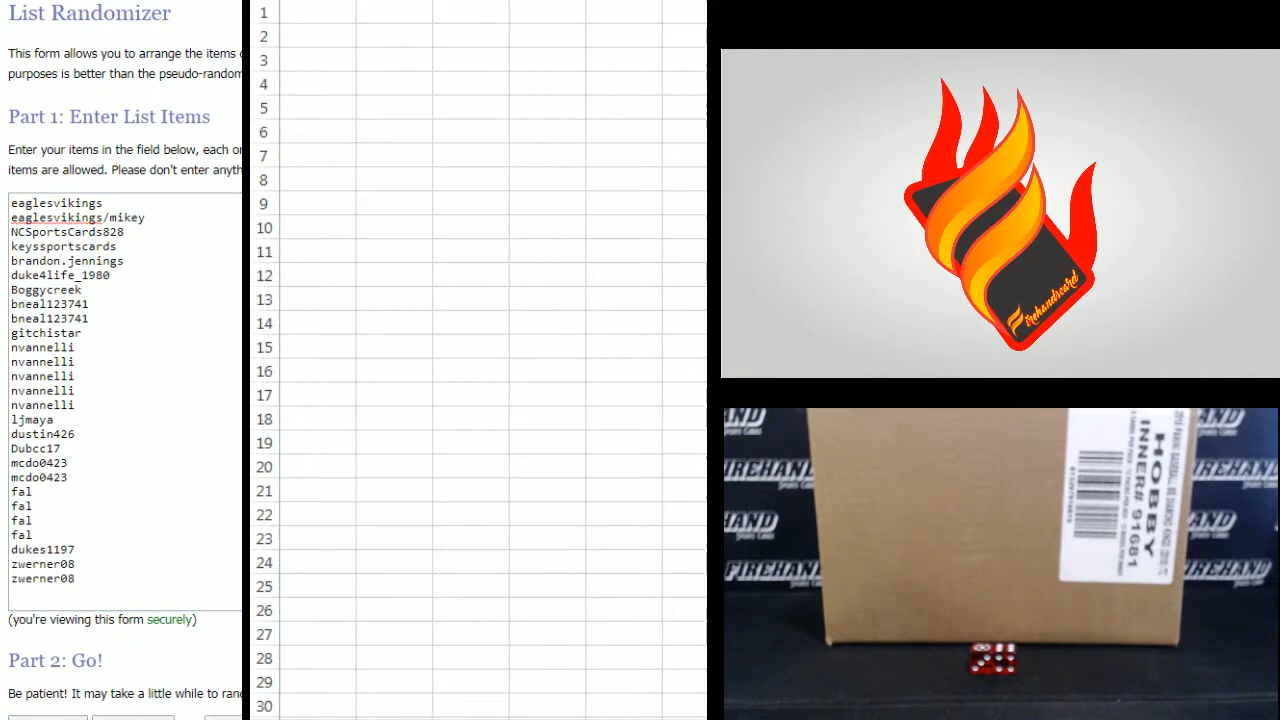 List Randomizer
This form allows you to arrange the items
purposes is better than the pseudo-random
Part 1: Enter List Items
Enter your items in the field below, each
items are allowed. Please don't enter
eaglesvikings
eaglesvikings/mikey
NCSportsCards828
keyssportscards
brandon.jennings
duke4life_1980
Boggycreek
bneal123741
bneal123741
gitchistar
nvannelli
nvannelli
nvannelli
nvannelli
nvannelli
ljmaya
dustin426
Dubcc17
mcdo0423
mcdo0423
fal
fal
fal
fal
dukes1197
zwerner08
zwerner08
(you're viewing this form securely)
Part 2: Go!
Be patient! It may take a little while to
1
2
3
4
5
6
7
8
9
10
11
12
13
14
15
16
17
18
19
20
21
22
23
24
25
26
27
28
29
30
Firehandscard
HOBBY
INNER# 91681
FIREHAND
FIREHAND